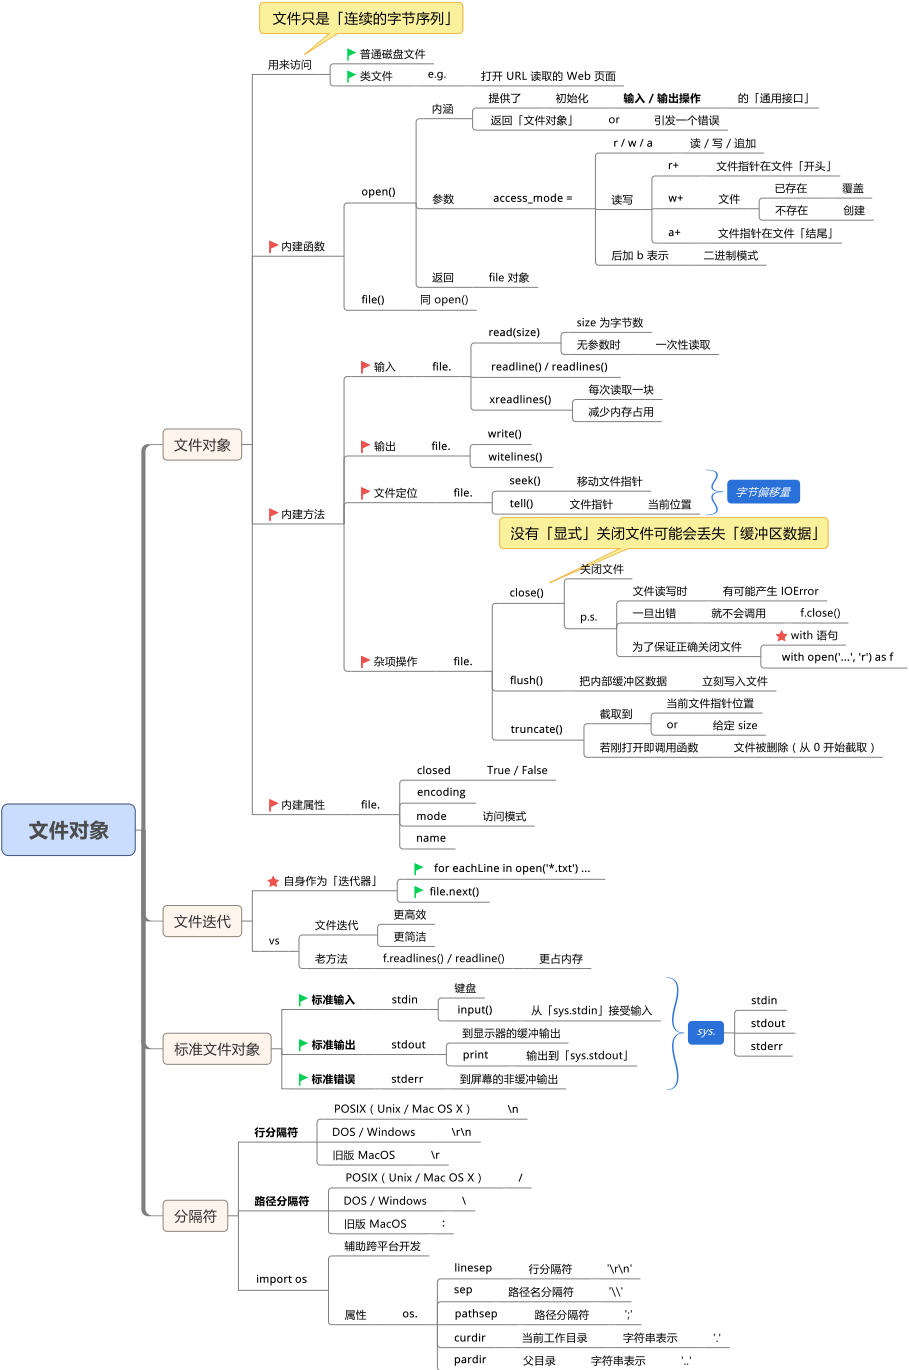 文件只是「连续的字节序列」
用来访问
普通磁盘文件
类文件 e.g. 打开 URL 读取的 Web 页面
内涵
提供了 初始化 输入 / 输出操作 的「通用接口」
返回「文件对象」 or 引发一个错误
r / w / a 读 / 写 / 追加
r+ 文件指针在文件「开头」
open()
参数 access_mode = 读写 w+ 文件
已存在 覆盖
不存在 创建
a+ 文件指针在文件「结尾」
内建函数
后加 b 表示 二进制模式
返回 file 对象
file() 同 open()
size 为字节数
read(size)
无参数时 一次性读取
输入 file.
readline() / readlines()
每次读取一块
xreadlines()
减少内存占用
文件对象
write()
输出 file.
witelines()
seek() 移动文件指针
文件定位 file.
tell() 文件指针 当前位置
字节偏移量
内建方法
没有「显式」关闭文件可能会丢失「缓冲区数据」
关闭文件
close()
文件读写时 有可能产生 IOError
p.s.
一旦出错 就不会调用 f.close()
with 语句
为了保证正确关闭文件
with open('...', 'r') as f
杂项操作 file.
flush() 把内部缓冲区数据 立刻写入文件
当前文件指针位置
截取到
or 给定 size
truncate()
若刚打开即调用函数 文件被删除 ( 从 0 开始截取 )
closed True / False
encoding
内建属性 file.
mode 访问模式
name
文件对象
for eachLine in open('*.txt') ...
自身作为「迭代器」
file.next()
文件迭代
更高效
文件迭代
更简洁
vs
老方法 f.readlines() / readline() 更占内存
键盘
标准输入 stdin
input() 从「sys.stdin」接受输入
到显示器的缓冲输出
标准输出 stdout
print 输出到「sys.stdout」
标准文件对象
标准错误 stderr 到屏幕的非缓冲输出
sys.
stdin
stdout
stderr
POSIX ( Unix / Mac OS X ) \n
行分隔符
DOS / Windows \r\n
旧版 MacOS \r
POSIX ( Unix / Mac OS X ) /
路径分隔符
DOS / Windows \
分隔符
旧版 MacOS :
辅助跨平台开发
import os
linesep 行分隔符 '\r\n'
sep 路径名分隔符 '\\'
属性 os.
pathsep 路径分隔符 ';'
curdir 当前工作目录 字符串表示 '.'
pardir 父目录 字符串表示 '..'